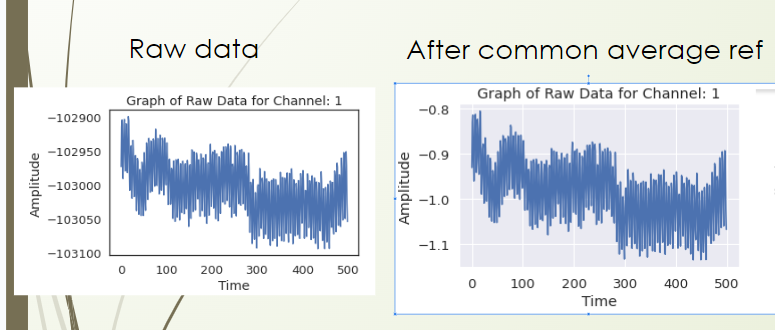 Raw data
After common average ref
Graph of Raw Data for Channel: 1
Amplitude
−102900
−102950
−103000
−103050
−103100
0 100 200 300 400 500
Time
Graph of Raw Data for Channel: 1
Amplitude
−0.8
−0.9
−1.0
−1.1
0 100 200 300 400 500
Time